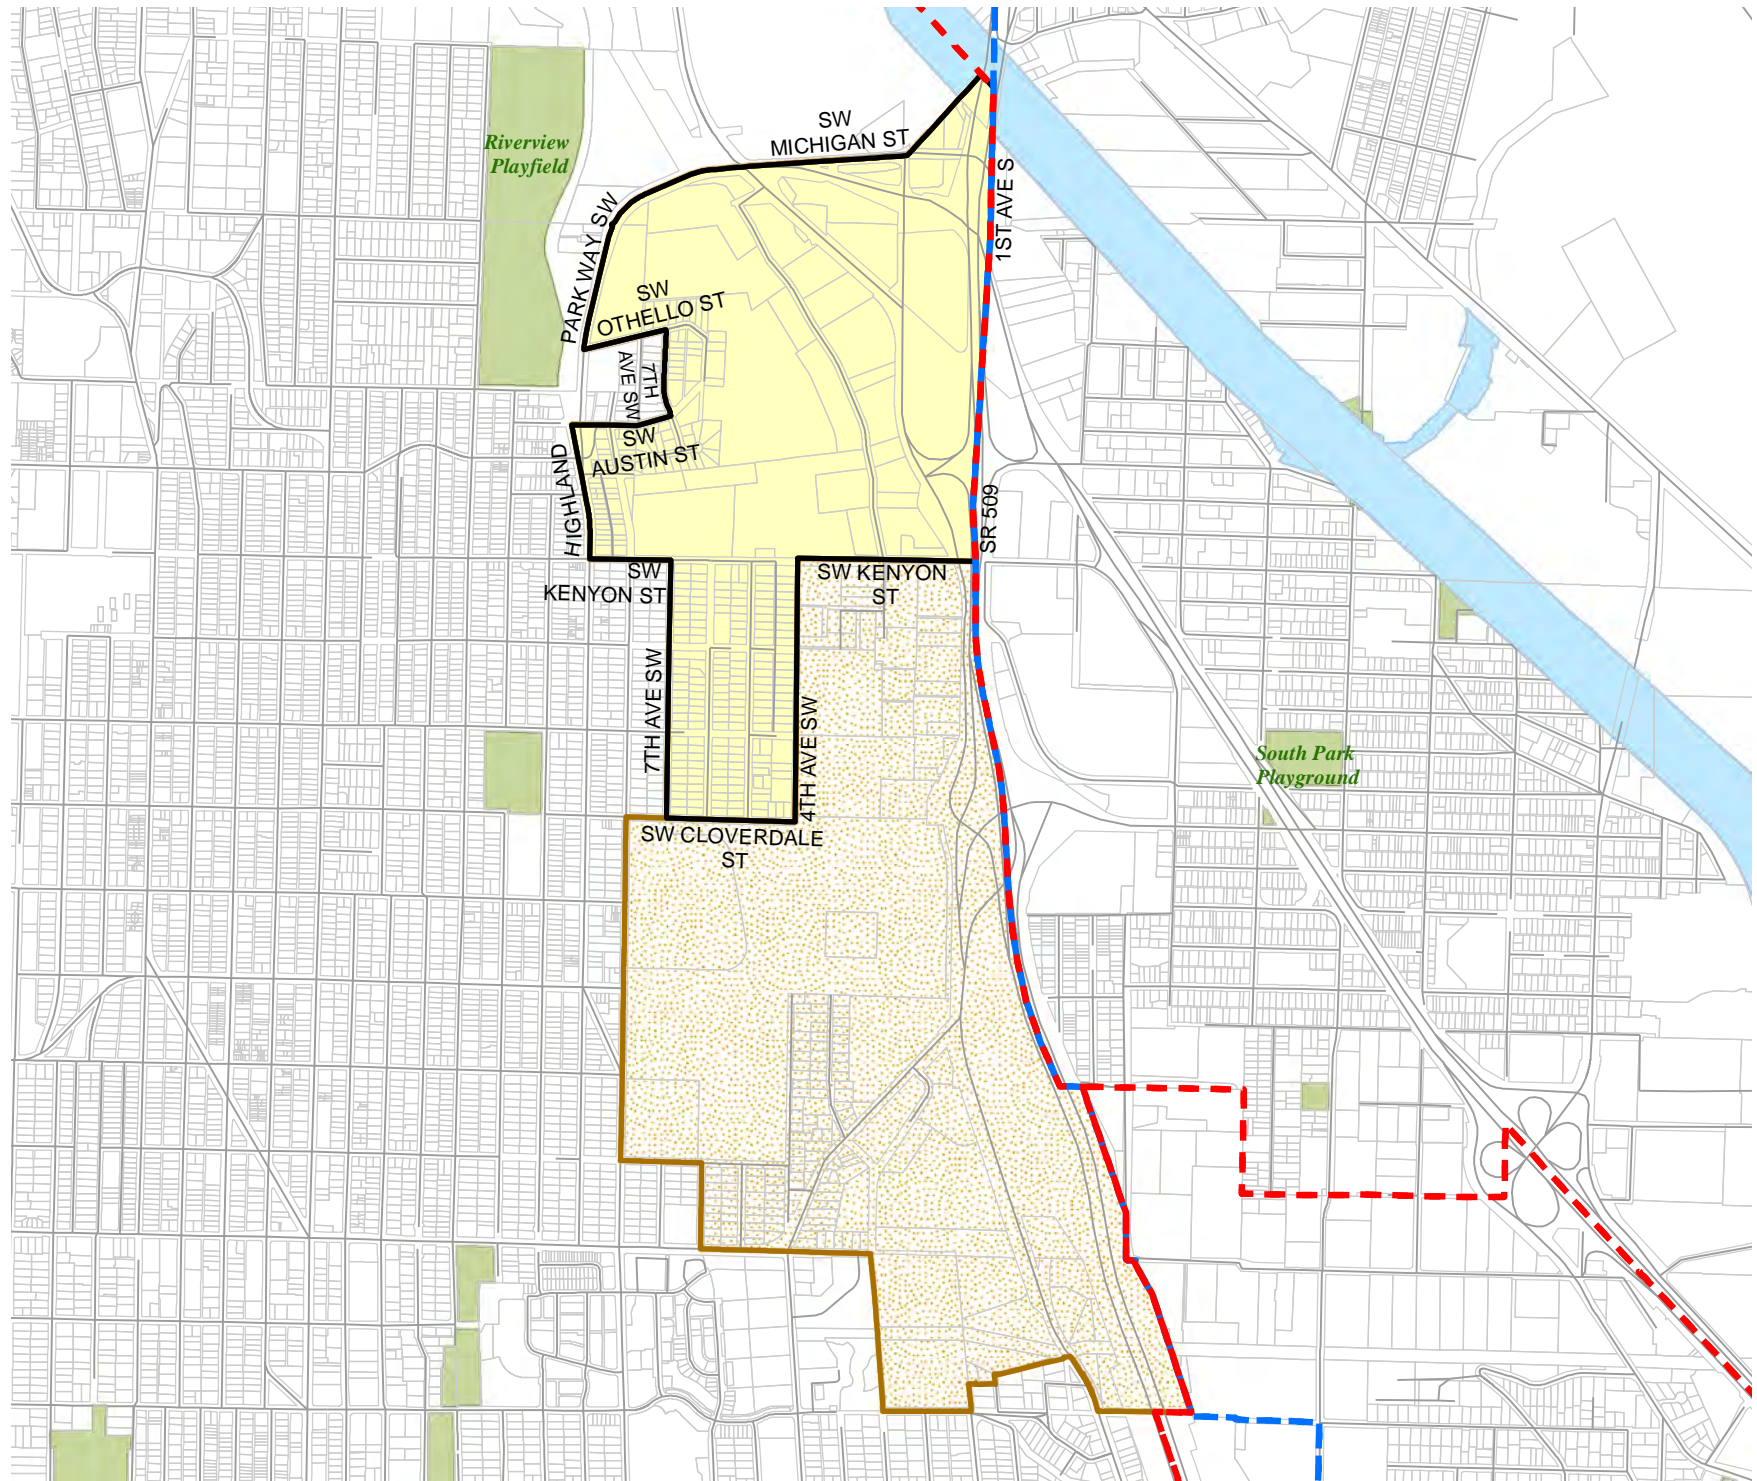 SW
MICHIGAN ST
Riverview
Playfield
1ST AVE S
PARK WAY SW
SW
OTHELLO ST
7TH
AVE SW
SW
AUSTIN ST
HIGHLAND
SR 509
SW
KENYON ST
SW KENYON
ST
7TH AVE SW
4TH AVE SW
South Park
Playground
SW CLOVERDALE
ST